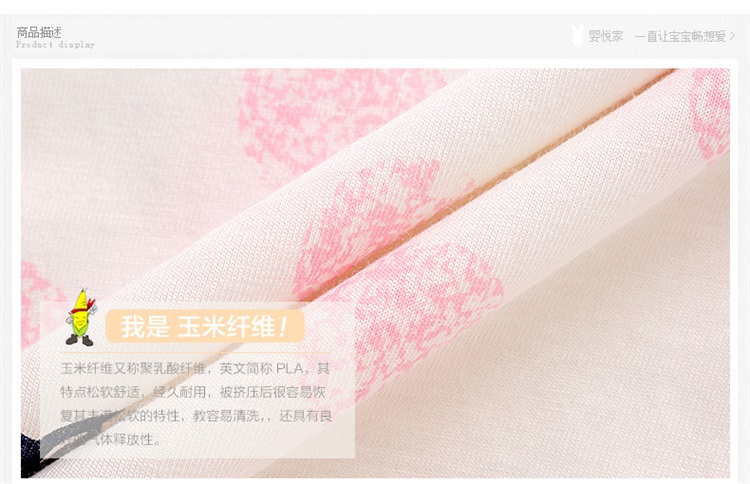 商品描述
Product display
婴悦家 一直让宝宝畅想爱 >
我是 玉米纤维！
玉米纤维又称聚乳酸纤维，英文简称 PLA，其
特点松软舒适，经久耐用，被挤压后很容易恢
复其丰满松软的特性，教容易清洗，，还具有良
好的气体释放性。